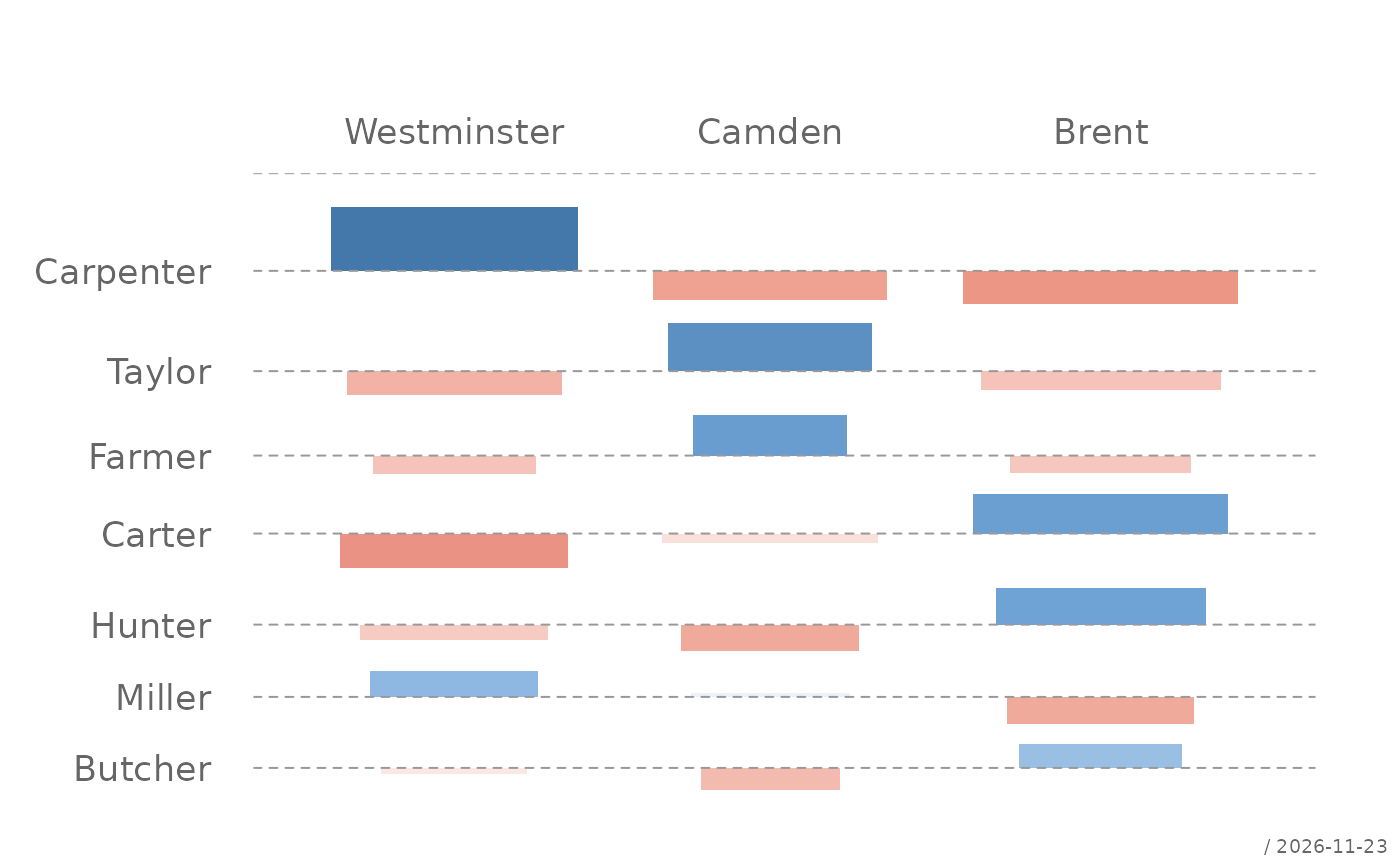 Westminster Camden Brent
Carpenter
Taylor
Farmer
Carter
Hunter
Miller
Butcher
/ 2026-11-23